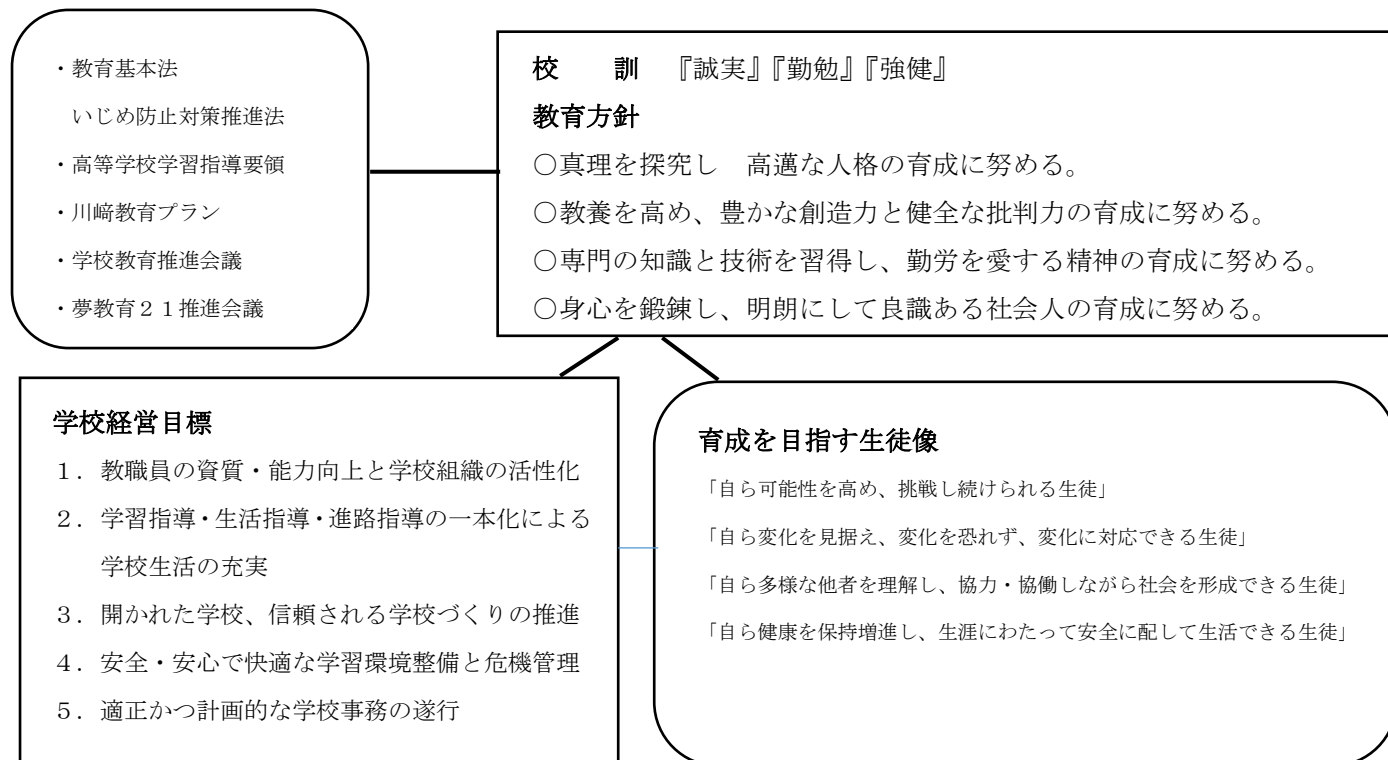 ・教育基本法
いじめ防止対策推進法
・高等学校学習指導要領
・川﨑教育プラン
・学校教育推進会議
・夢教育２１推進会議
校　　訓　『誠実』『勤勉』『強健』
教育方針
○真理を探究し　高邁な人格の育成に努める。
○教養を高め、豊かな創造力と健全な批判力の育成に努める。
○専門の知識と技術を習得し、勤労を愛する精神の育成に努める。
○身心を鍛錬し、明朗にして良識ある社会人の育成に努める。
学校経営目標
１．教職員の資質・能力向上と学校組織の活性化
２．学習指導・生活指導・進路指導の一本化による
学校生活の充実
３．開かれた学校、信頼される学校づくりの推進
４．安全・安心で快適な学習環境整備と危機管理
５．適正かつ計画的な学校事務の遂行
育成を目指す生徒像
「自ら可能性を高め、挑戦し続けられる生徒」
「自ら変化を見据え、変化を恐れず、変化に対応できる生徒」
「自ら多様な他者を理解し、協力・協働しながら社会を形成できる生徒」
「自ら健康を保持増進し、生涯にわたって安全に配して生活できる生徒」